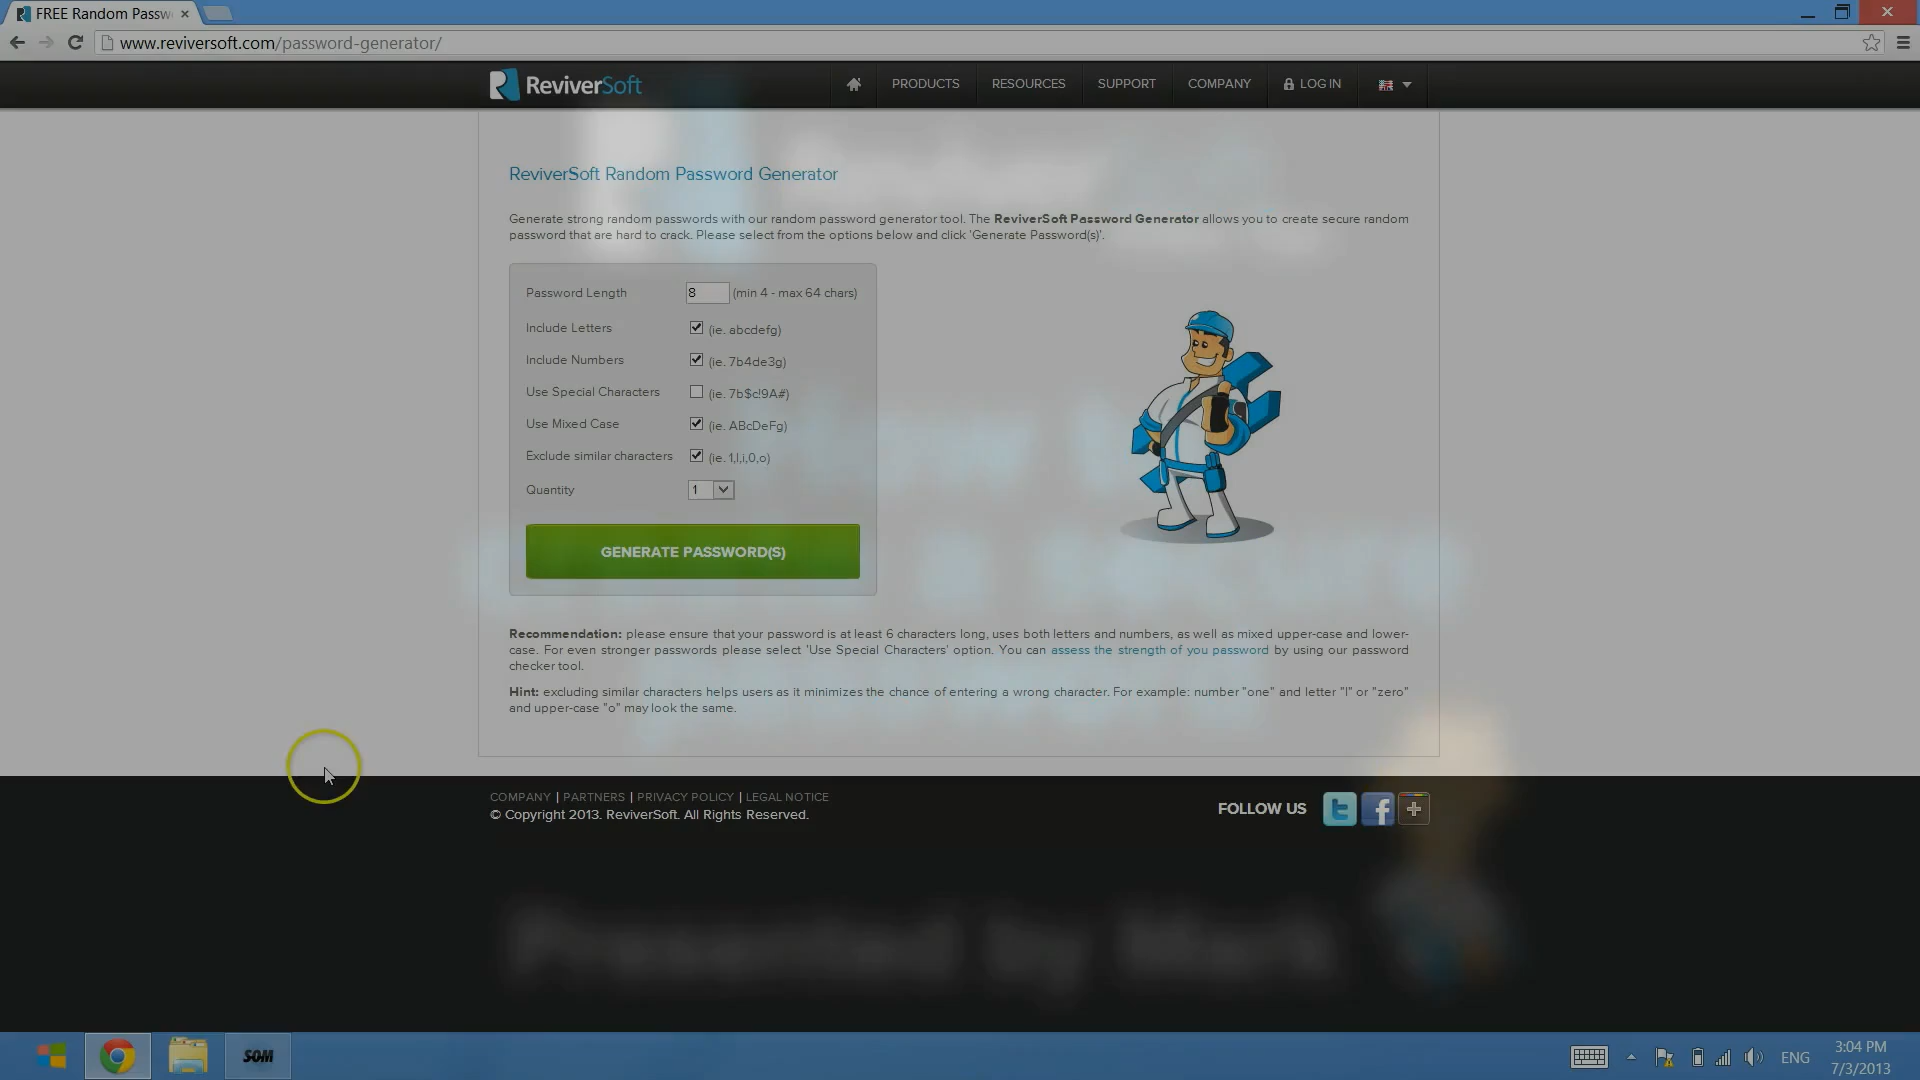 FREE Random Passw
www.reviversoft.com/password-generator/
ReviverSoft
PRODUCTS
RESOURCES
SUPPORT
COMPANY
LOG IN
ReviverSoft Random Password Generator
Generate strong random passwords with our random password generator tool. The ReviverSoft Password Generator allows you to create secure random
password that are hard to crack. Please select from the options below and click 'Generate Password(s)'.
Password Length 8 (min 4 - max 64 chars)
Include Letters (ie. abcdefg)
Include Numbers (ie. 7b4de3g)
Use Special Characters (ie. 7b$c!9A#)
Use Mixed Case (ie. ABcDeFg)
Exclude similar characters (ie. 1,l,i,0,o)
Quantity 1
GENERATE PASSWORD(S)
Recommendation: please ensure that your password is at least 6 characters long, uses both letters and numbers, as well as mixed upper-case and lower-
case. For even stronger passwords please select 'Use Special Characters' option. You can assess the strength of you password by using our password
checker tool.
Hint: excluding similar characters helps users as it minimizes the chance of entering a wrong character. For example: number "one" and letter "l" or "zero"
and upper-case "o" may look the same.
COMPANY | PARTNERS | PRIVACY POLICY | LEGAL NOTICE
© Copyright 2013. ReviverSoft. All Rights Reserved.
FOLLOW US
Presented by Mark
SOM
ENG
3:04 PM
7/3/2013